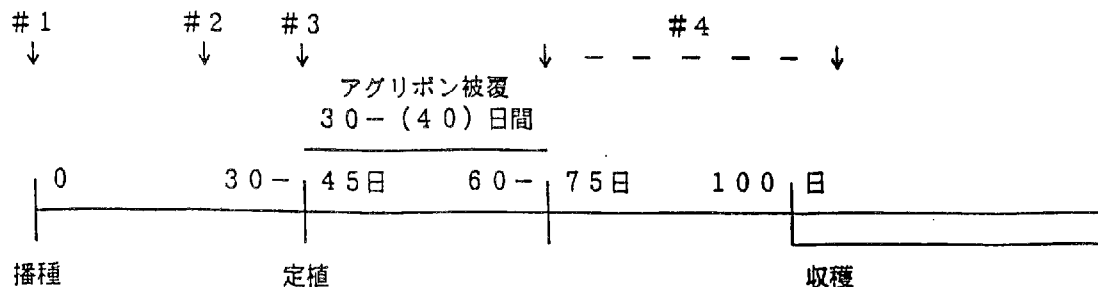 ＃１ ＃２ ＃３ ＃４
アグリボン被覆
３０－（４０）日間
０ ３０－ ４５日 ６０－ ７５日 １００ 日
播種 定植 収穫